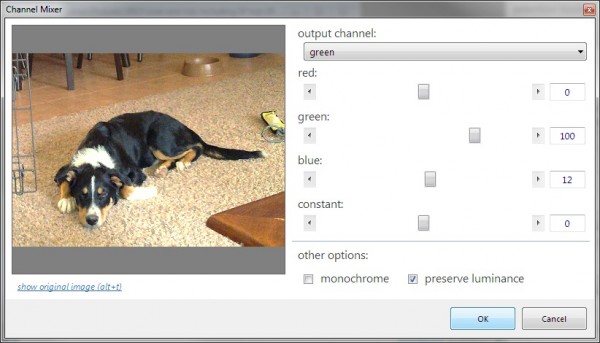 Channel Mixer
output channel:
green
red:
0
green:
100
blue:
12
constant:
0
other options:
monochrome
preserve luminance
show original image (alt+t)
OK
Cancel